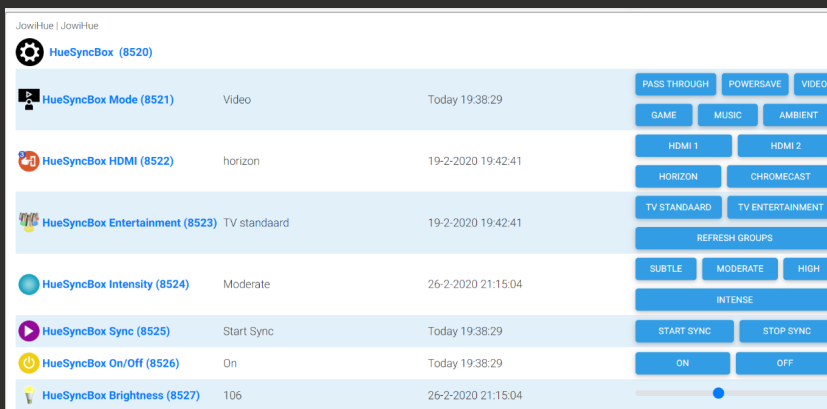 JowiHue | JowiHue
HueSyncBox (8520)
HueSyncBox Mode (8521) Video Today 19:38:29 PASS THROUGH POWERSAVE VIDEO
GAME MUSIC AMBIENT
HueSyncBox HDMI (8522) horizon 19-2-2020 19:42:41 HDMI 1 HDMI 2
HORIZON CHROMECAST
HueSyncBox Entertainment (8523) TV standaard 19-2-2020 19:42:41 TV STANDAARD TV ENTERTAINMENT
REFRESH GROUPS
HueSyncBox Intensity (8524) Moderate 26-2-2020 21:15:04 SUBTLE MODERATE HIGH
INTENSE
HueSyncBox Sync (8525) Start Sync Today 19:38:29 START SYNC STOP SYNC
HueSyncBox On/Off (8526) On Today 19:38:29 ON OFF
HueSyncBox Brightness (8527) 106 26-2-2020 21:15:04